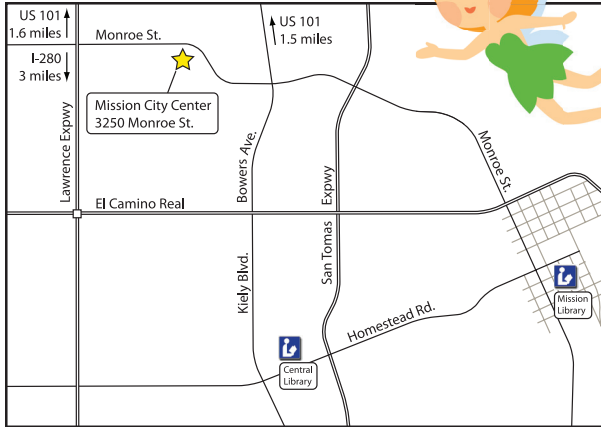 US 101
1.6 miles
I-280
3 miles
Monroe St.
US 101
1.5 miles
Mission City Center
3250 Monroe St.
Lawrence Expwy
Bowers Ave.
San Tomas Expwy
Monroe St.
El Camino Real
Kiely Blvd.
Homestead Rd.
Mission
Library
Central
Library